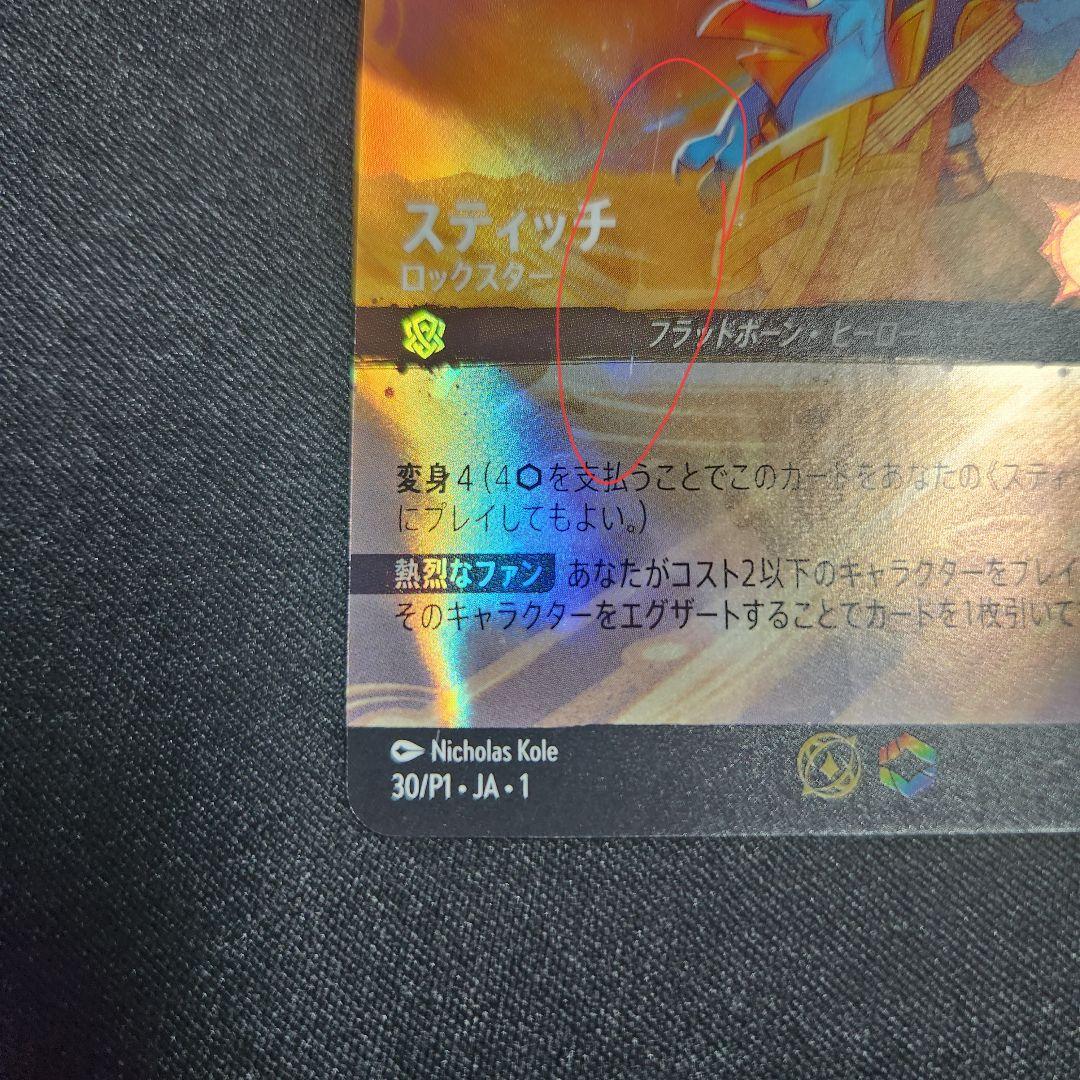 スティッチ
ロックスター
フラッドボーン・ヒーロー
変身 4 (4⬡を支払うことでこのカードをあなたの《スティ
にプレイしてもよい。)
熱烈なファン あなたがコスト2以下のキャラクターをプレイ
そのキャラクターをエグザートすることでカードを1枚引いて
Nicholas Kole
30/P1・JA・1